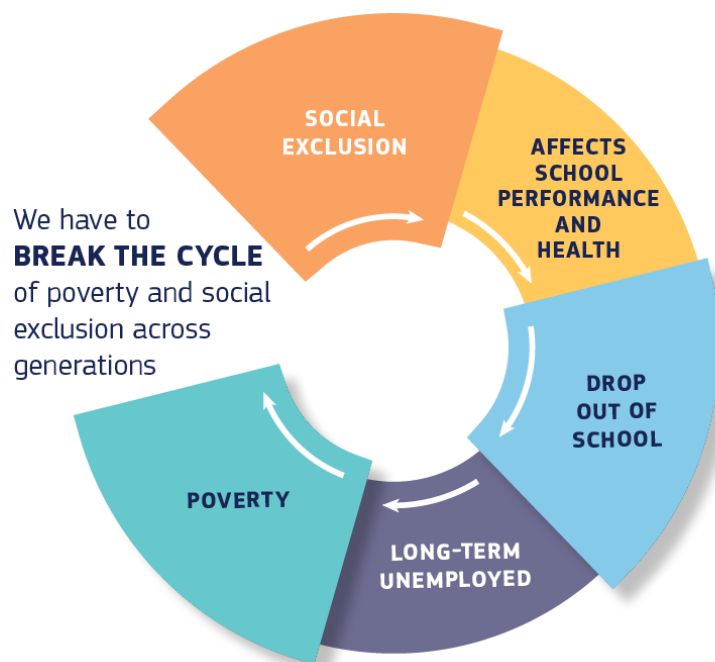 SOCIAL
EXCLUSION
AFFECTS
SCHOOL
PERFORMANCE
AND
HEALTH
We have to
BREAK THE CYCLE
of poverty and social
exclusion across
generations
DROP
OUT OF
SCHOOL
POVERTY
LONG-TERM
UNEMPLOYED